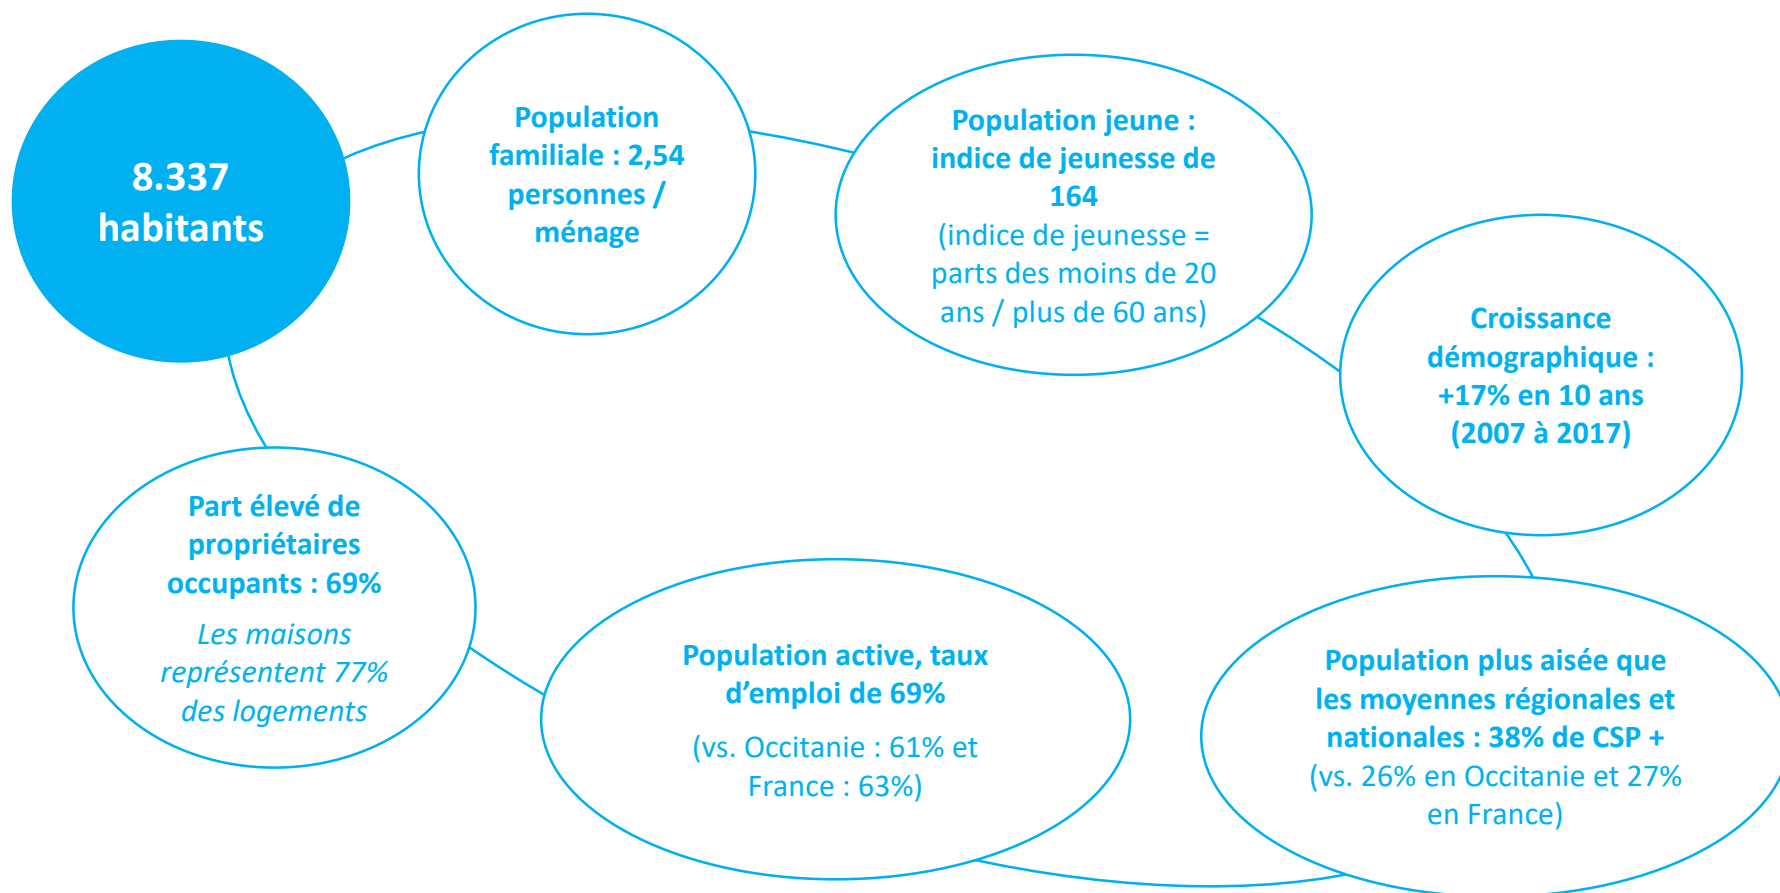 8.337
habitants
Population
familiale : 2,54
personnes /
ménage
Population jeune :
indice de jeunesse de
164
(indice de jeunesse =
parts des moins de 20
ans / plus de 60 ans)
Croissance
démographique :
+17% en 10 ans
(2007 à 2017)
Population plus aisée que
les moyennes régionales et
nationales : 38% de CSP +
(vs. 26% en Occitanie et 27%
en France)
Population active, taux
d’emploi de 69%
(vs. Occitanie : 61% et
France : 63%)
Part élevé de
propriétaires
occupants : 69%
Les maisons
représentent 77%
des logements